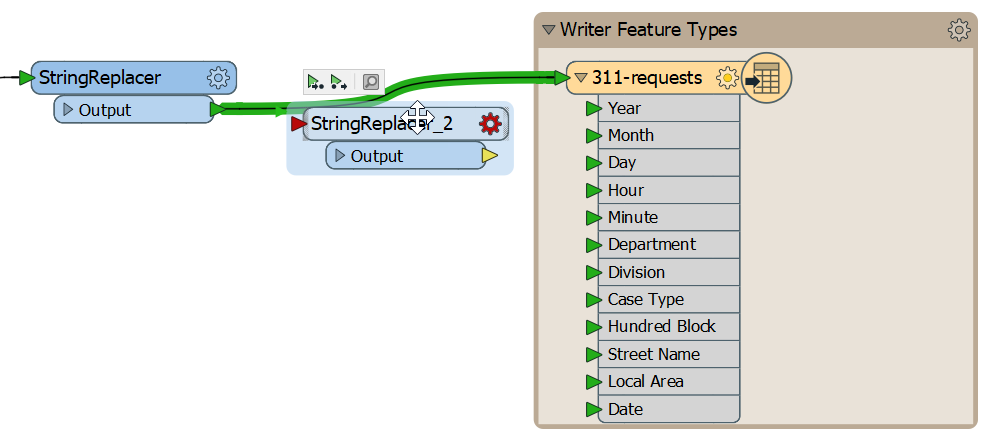 Writer Feature Types
StringReplacer
Output
StringReplacer_2
Output
311-requests
Year
Month
Day
Hour
Minute
Department
Division
Case Type
Hundred Block
Street Name
Local Area
Date